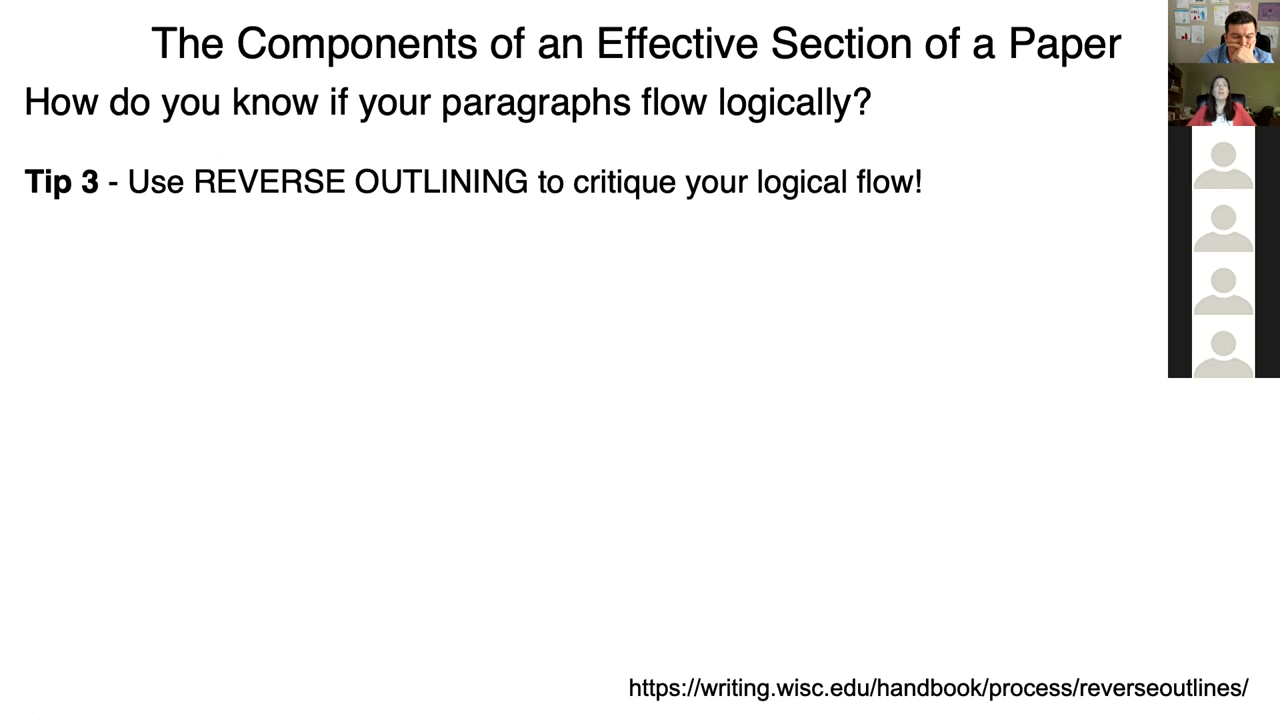 The Components of an Effective Section of a Paper
How do you know if your paragraphs flow logically?
Tip 3 - Use REVERSE OUTLINING to critique your logical flow!
https://writing.wisc.edu/handbook/process/reverseoutlines/